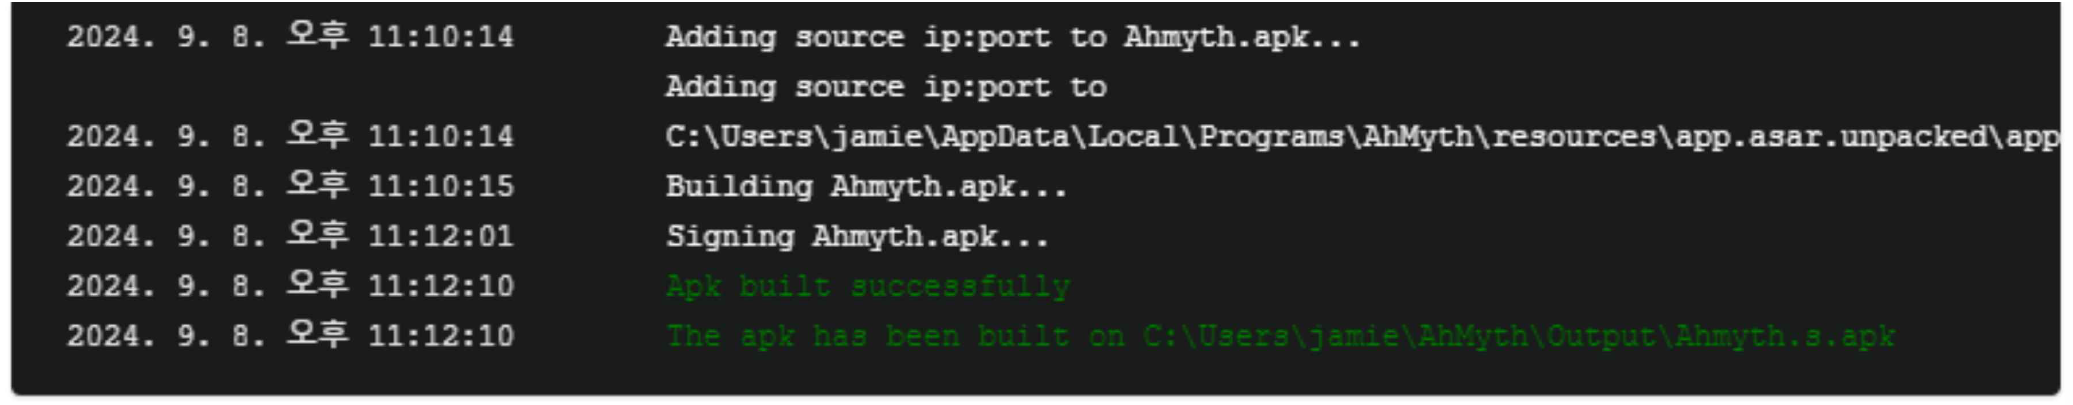 2024. 9. 8. 오후 11:10:14 Adding source ip:port to Ahmyth.apk...
Adding source ip:port to
2024. 9. 8. 오후 11:10:14 C:\Users\jamie\AppData\Local\Programs\AhMyth\resources\app.asar.unpacked\app
2024. 9. 8. 오후 11:10:15 Building Ahmyth.apk...
2024. 9. 8. 오후 11:12:01 Signing Ahmyth.apk...
2024. 9. 8. 오후 11:12:10 Apk built successfully
2024. 9. 8. 오후 11:12:10 The apk has been built on C:\Users\jamie\AhMyth\Output\Ahmyth.s.apk